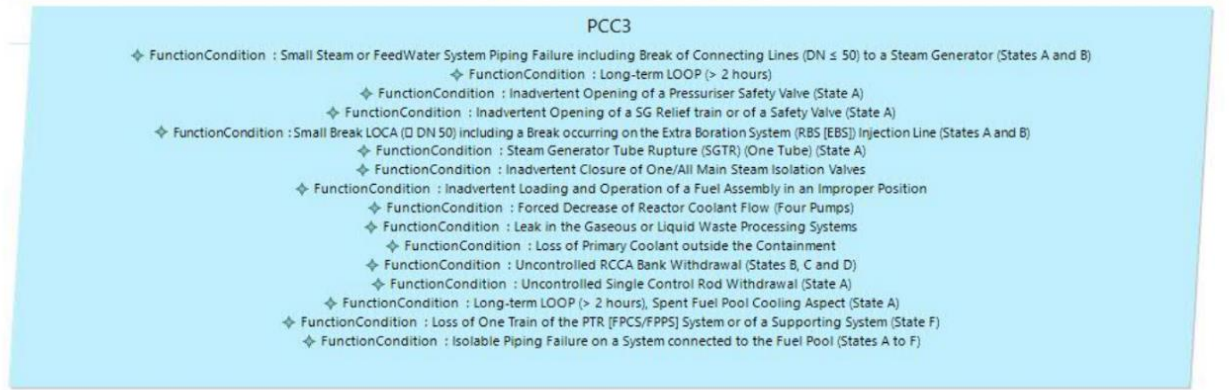 PCC3
FunctionCondition : Small Steam or FeedWater System Piping Failure including Break of Connecting Lines (DN ≤ 50) to a Steam Generator (States A and B)
FunctionCondition : Long-term LOOP (> 2 hours)
FunctionCondition : Inadvertent Opening of a Pressuriser Safety Valve (State A)
FunctionCondition : Inadvertent Opening of a SG Relief train or of a Safety Valve (State A)
FunctionCondition : Small Break LOCA (▯ DN 50) including a Break occurring on the Extra Boration System (RBS [EBS]) Injection Line (States A and B)
FunctionCondition : Steam Generator Tube Rupture (SGTR) (One Tube) (State A)
FunctionCondition : Inadvertent Closure of One/All Main Steam Isolation Valves
FunctionCondition : Inadvertent Loading and Operation of a Fuel Assembly in an Improper Position
FunctionCondition : Forced Decrease of Reactor Coolant Flow (Four Pumps)
FunctionCondition : Leak in the Gaseous or Liquid Waste Processing Systems
FunctionCondition : Loss of Primary Coolant outside the Containment
FunctionCondition : Uncontrolled RCCA Bank Withdrawal (States B, C and D)
FunctionCondition : Uncontrolled Single Control Rod Withdrawal (State A)
FunctionCondition : Long-term LOOP (> 2 hours), Spent Fuel Pool Cooling Aspect (State A)
FunctionCondition : Loss of One Train of the PTR [FPCS/FPPS] System or of a Supporting System (State F)
FunctionCondition : Isolable Piping Failure on a System connected to the Fuel Pool (States A to F)